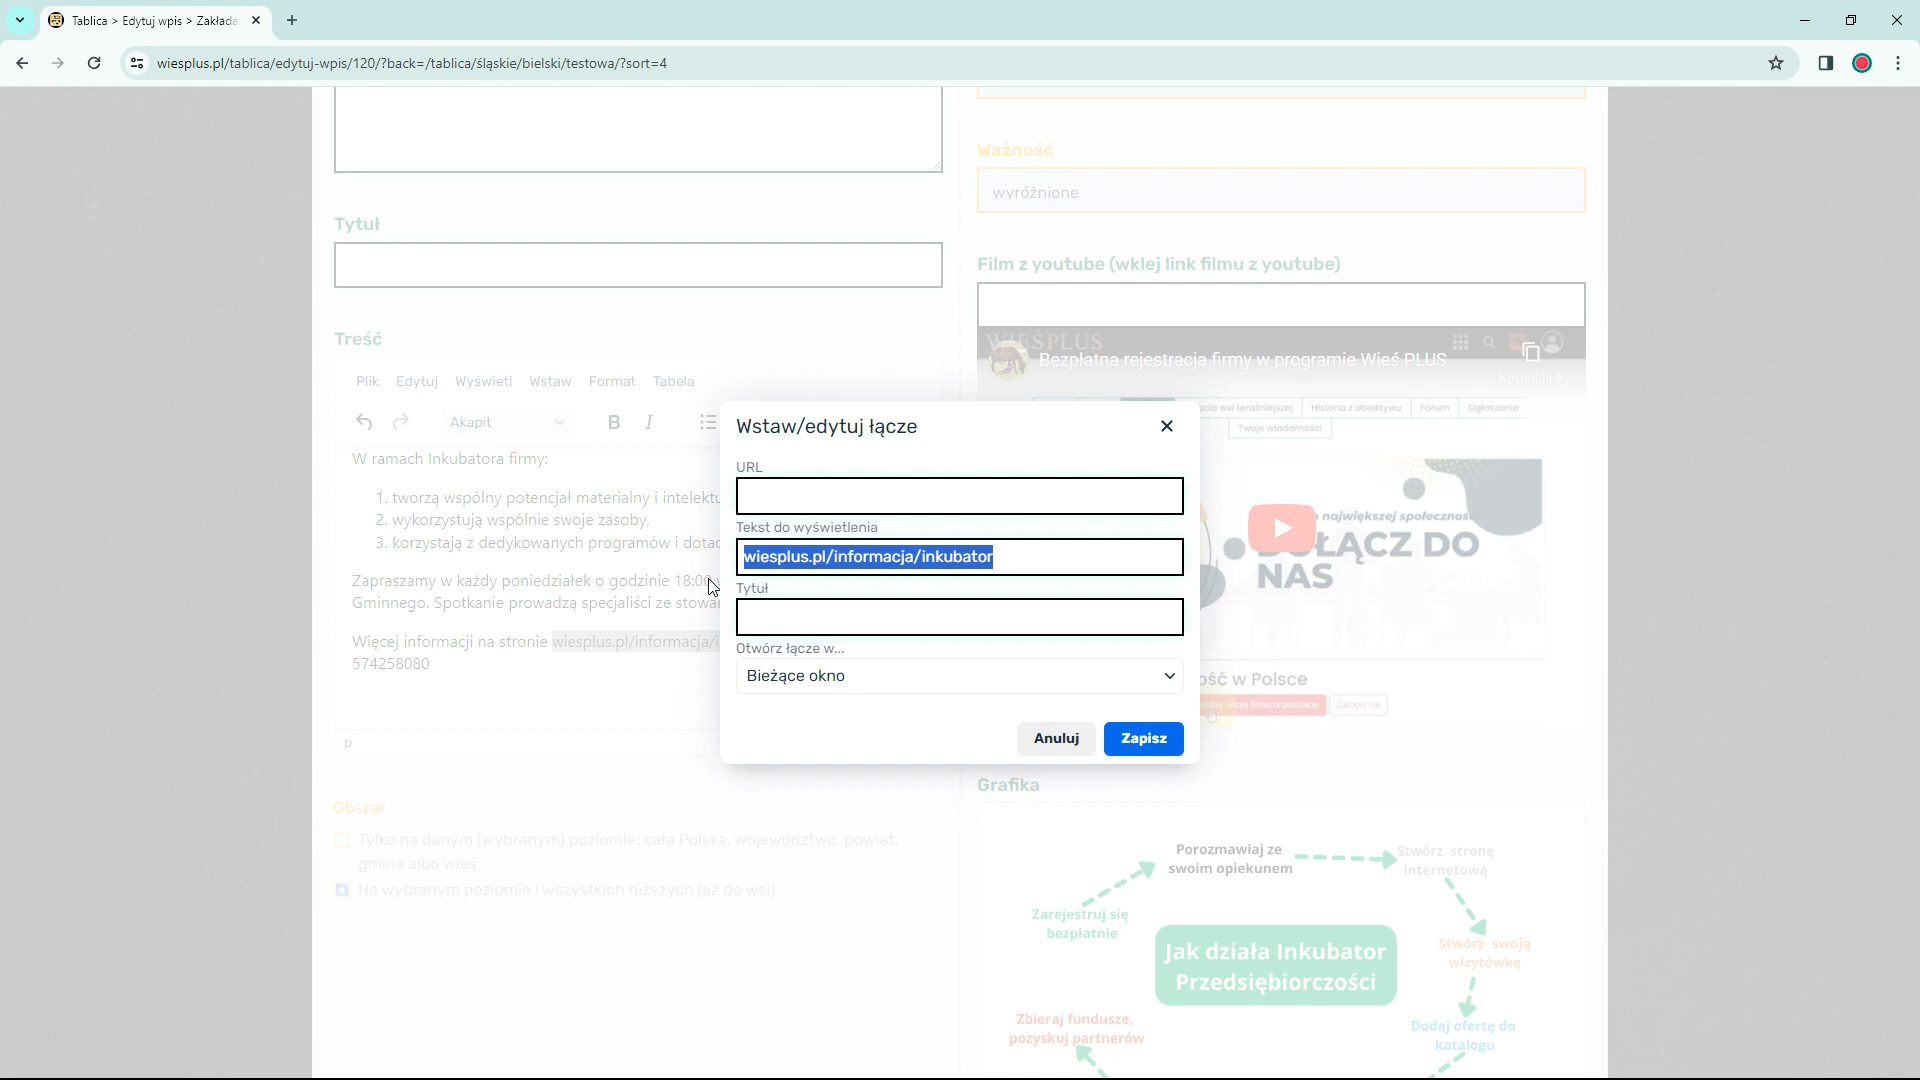 Tablica > Edytuj wpis > Zakłada
wiesplus.pl/tablica/edytuj-wpis/120/?back=/tablica/śląskie/bielski/testowa/?sort=4
Tytuł
Treść
Plik Edytuj Wyświetl Wstaw Format Tabela
Akapit B I
W ramach Inkubatora firmy:
1. tworzą wspólny potencjał materialny i intelektu
2. wykorzystują wspólnie swoje zasoby,
3. korzystają z dedykowanych programów i dotac
Zapraszamy w każdy poniedziałek o godzinie 18:00
Gminnego. Spotkanie prowadzą specjaliści ze stowar
Więcej informacji na stronie wiesplus.pl/informacja/i
574258080
p
Obszar
Tylko na danym (wybranym) poziomie: cała Polska, województwo, powiat,
gmina albo wieś
Na wybranym poziomie i wszystkich niższych (aż do wsi)
Wstaw/edytuj łącze
URL
Tekst do wyświetlenia
wiesplus.pl/informacja/inkubator
Tytuł
Otwórz łącze w...
Bieżące okno
Anuluj Zapisz
Ważność
wyróżnione
Film z youtube (wklej link filmu z youtube)
WIEŚPLUS
Bezpłatna rejestracja firmy w programie Wieś PLUS
Kopiuj link
ycia wsi teraźniejszej Historia z obiektywu Forum Ogłoszenia
Twoje wiadomości
o największej społeczności
DOŁĄCZ DO
NAS
ość w Polsce
Zaloguj się
Grafika
Porozmawiaj ze
swoim opiekunem
Stwórz stronę
internetową
Zarejestruj się
bezpłatnie
Jak działa Inkubator
Przedsiębiorczości
Stwórz swoją
wizytówkę
Zbieraj fundusze,
pozyskuj partnerów
Dodaj ofertę do
katalogu